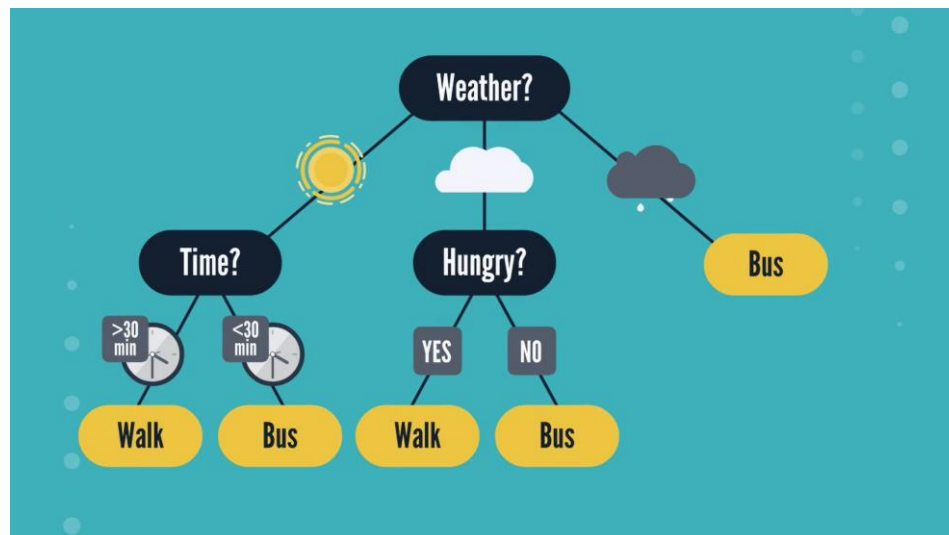 Weather?
Time?
Hungry?
Bus
>30
min
<30
min
YES
NO
Walk
Bus
Walk
Bus